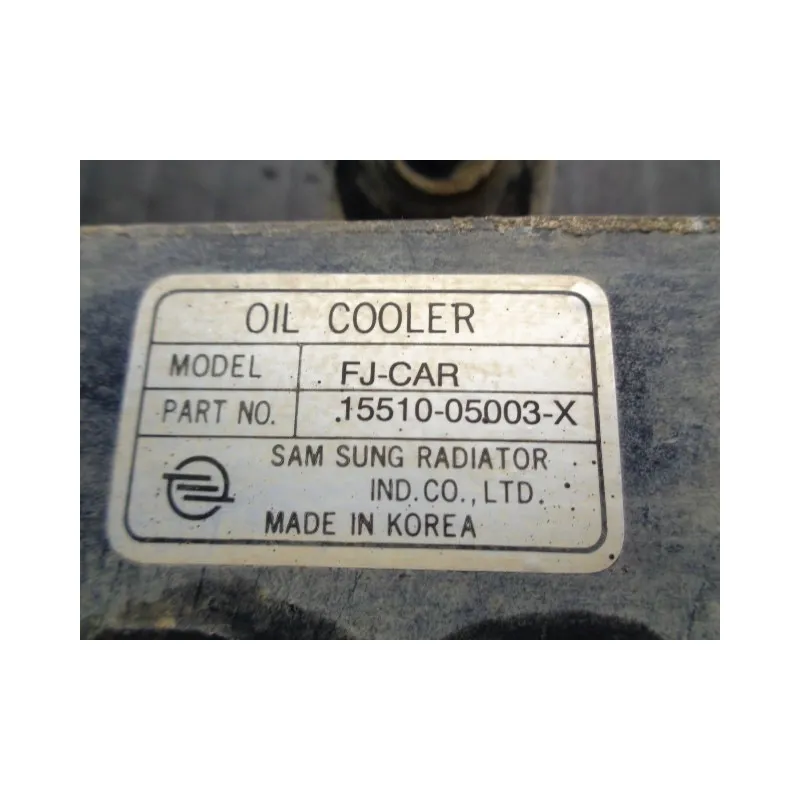 OIL COOLER
MODEL FJ-CAR
PART NO. 15510-05003-X
SAM SUNG RADIATOR
IND.CO.,LTD.
MADE IN KOREA